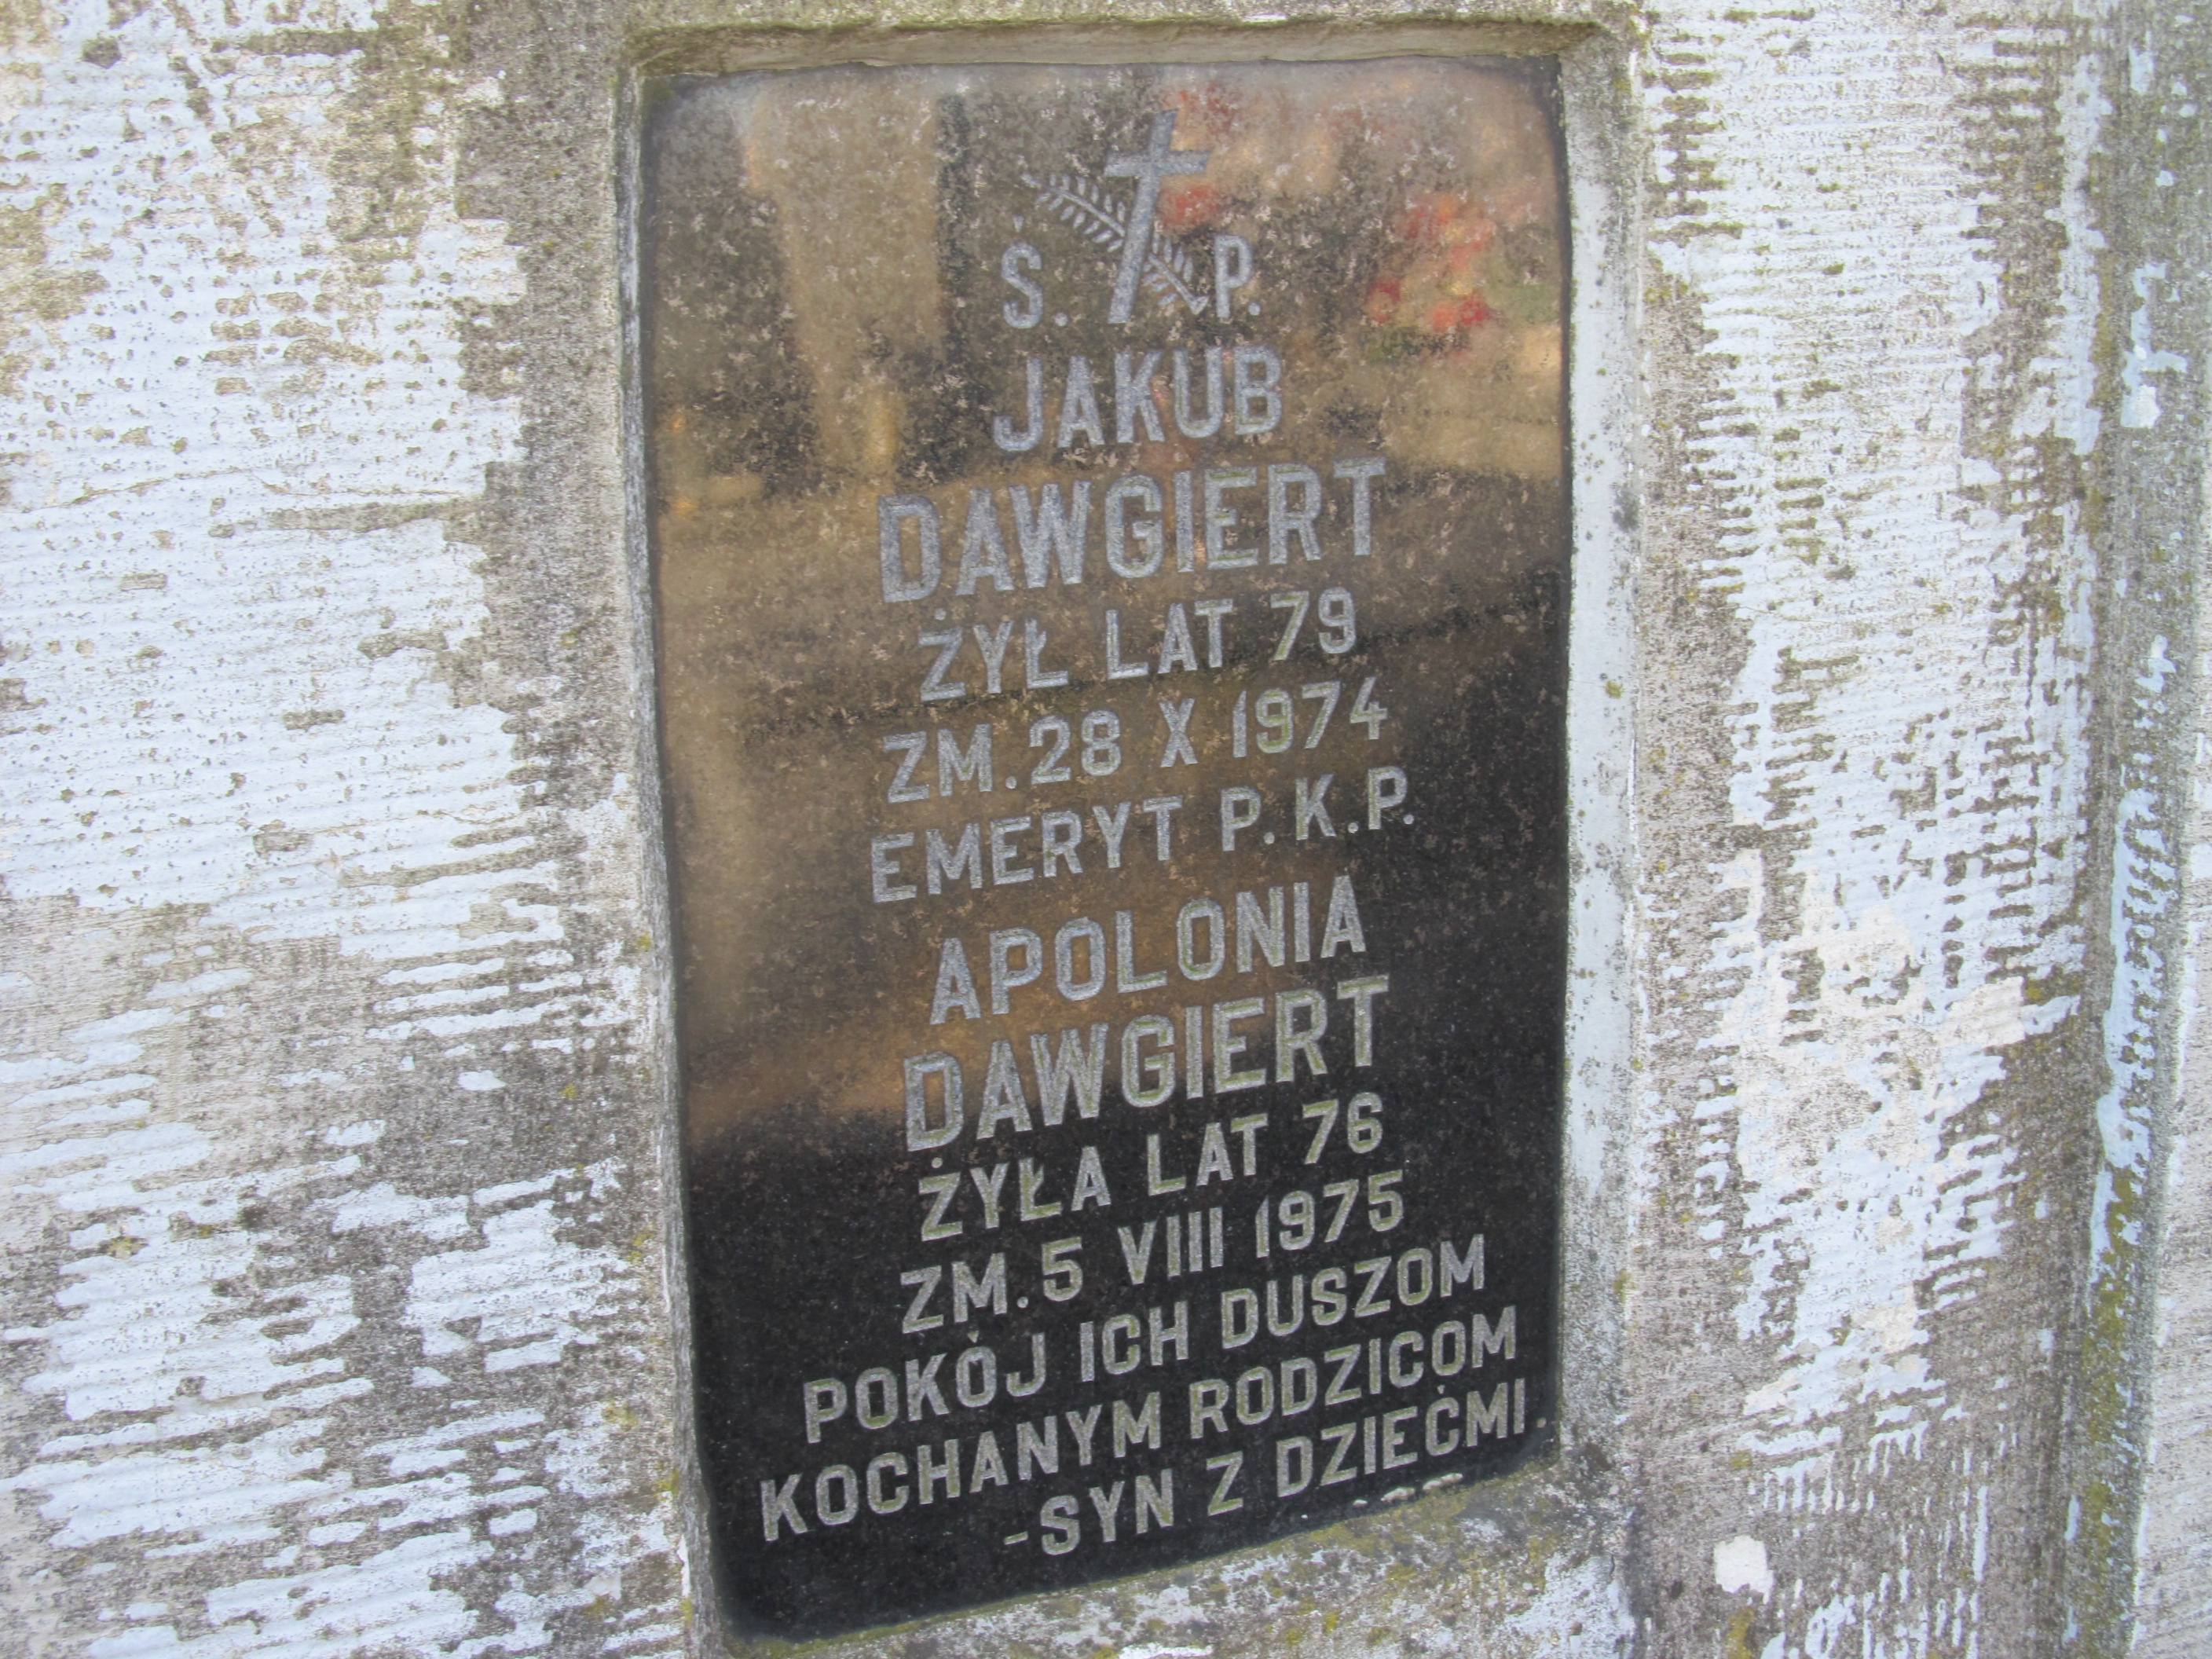 Ś. P.
JAKUB
DAWGIERT
ŻYŁ LAT 79
ZM. 28 X 1974
EMERYT P.K.P.
APOLONIA
DAWGIERT
ŻYŁA LAT 76
ZM. 5 VIII 1975
POKÓJ ICH DUSZOM
KOCHANYM RODZICOM
-SYN Z DZIEĆMI.